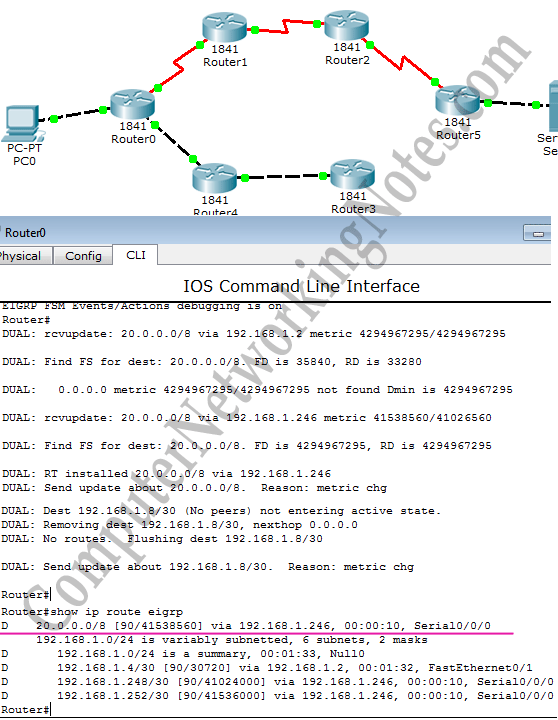 1841
Router1
1841
Router2
1841
Router0
1841
Router5
PC-PT
PC0
Ser
Se
1841
Router4
1841
Router3
Router0
Physical Config CLI
IOS Command Line Interface
EIGRP FSM Events/Actions debugging is on
Router#
DUAL: rcvupdate: 20.0.0.0/8 via 192.168.1.2 metric 4294967295/4294967295
DUAL: Find FS for dest: 20.0.0.0/8. FD is 35840, RD is 33280
DUAL:   0.0.0.0 metric 4294967295/4294967295 not found Dmin is 4294967295
DUAL: rcvupdate: 20.0.0.0/8 via 192.168.1.246 metric 41538560/41026560
DUAL: Find FS for dest: 20.0.0.0/8. FD is 4294967295, RD is 4294967295
DUAL: RT installed 20.0.0.0/8 via 192.168.1.246
DUAL: Send update about 20.0.0.0/8.  Reason: metric chg
DUAL: Dest 192.168.1.8/30 (No peers) not entering active state.
DUAL: Removing dest 192.168.1.8/30, nexthop 0.0.0.0
DUAL: No routes.  Flushing dest 192.168.1.8/30
DUAL: Send update about 192.168.1.8/30.  Reason: metric chg
Router#
Router#show ip route eigrp
D    20.0.0.0/8 [90/41538560] via 192.168.1.246, 00:00:10, Serial0/0/0
     192.168.1.0/24 is variably subnetted, 6 subnets, 2 masks
D       192.168.1.0/24 is a summary, 00:01:33, Null0
D       192.168.1.4/30 [90/30720] via 192.168.1.2, 00:01:32, FastEthernet0/1
D       192.168.1.248/30 [90/41024000] via 192.168.1.246, 00:00:10, Serial0/0/0
D       192.168.1.252/30 [90/41536000] via 192.168.1.246, 00:00:10, Serial0/0/0
Router#
ComputerNetworkingNotes.com